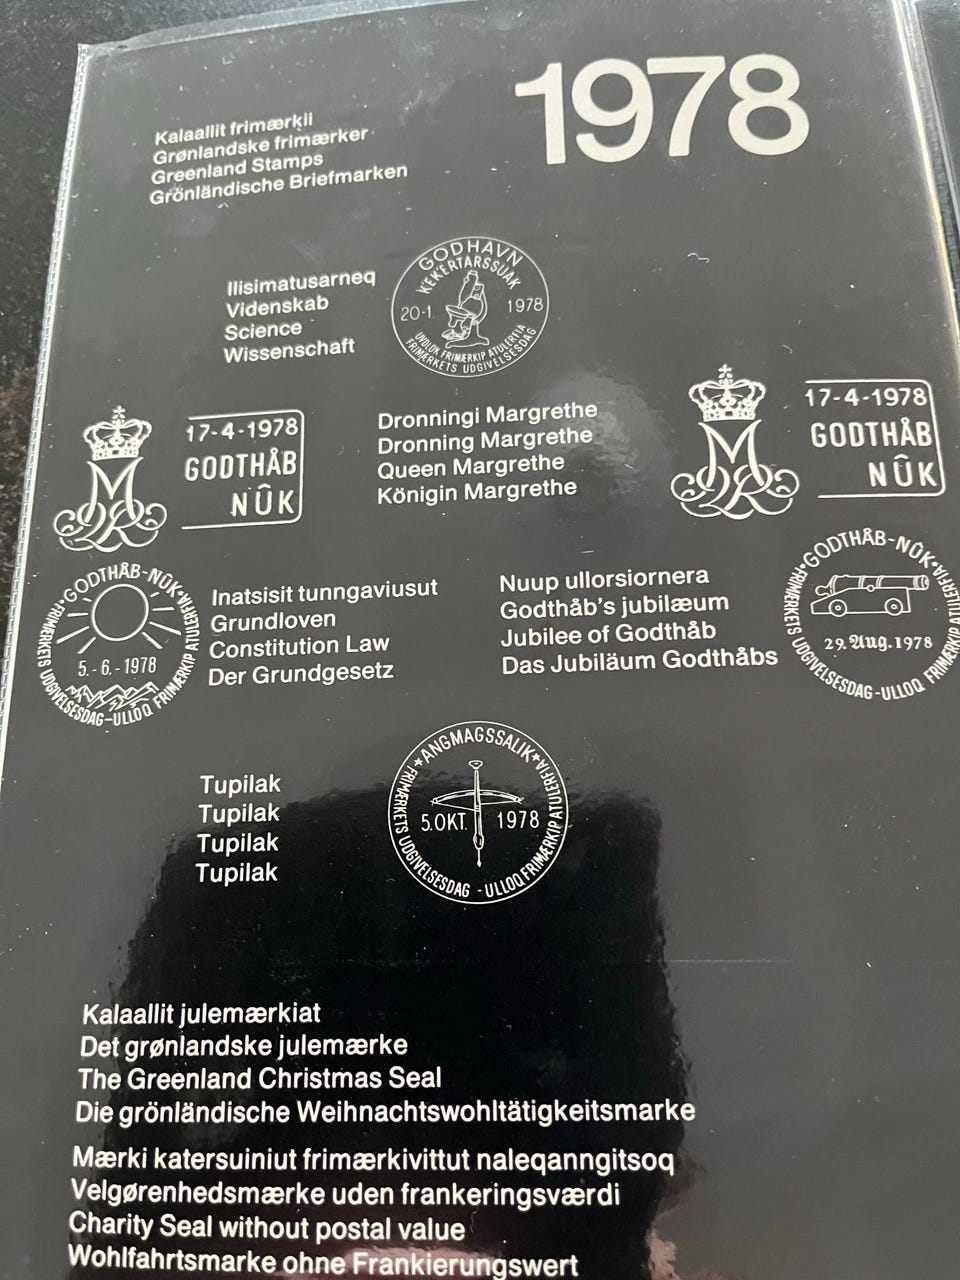 1978
Kalaallit frimærkii
Grønlandske frimærker
Greenland Stamps
Grönländische Briefmarken
Ilisimatusarneq
Videnskab
Science
Wissenschaft
GODHAVN
KEKERTARSSUAK
20-1. 1978
UVDLOK FRIMÆRKIP ATULERFIA
FRIMÆRKETS UDGIVELSESDAG
17-4-1978
GODTHÅB
NÛK
Dronningi Margrethe
Dronning Margrethe
Queen Margrethe
Königin Margrethe
17-4-1978
GODTHÅB
NÛK
GODTHÅB-NÛK
5.-6.-1978
FRIMÆRKETS UDGIVELSESDAG-ULLOQ FRIMÆRKIP ATULERFIA
Inatsisit tunngaviusut
Grundloven
Constitution Law
Der Grundgesetz
Nuup ullorsiornera
Godthåb's jubilæum
Jubilee of Godthåb
Das Jubiläum Godthåbs
GODTHÅB-NÛK
29. Aug. 1978
FRIMÆRKETS UDGIVELSESDAG-ULLOQ FRIMÆRKIP ATULERFIA
Tupilak
Tupilak
Tupilak
Tupilak
ANGMAGSSALIK
5.OKT. 1978
FRIMÆRKETS UDGIVELSESDAG - ULLOQ FRIMÆRKIP ATULERFIA
Kalaallit julemærkiat
Det grønlandske julemærke
The Greenland Christmas Seal
Die grönländische Weihnachtswohltätigkeitsmarke
Mærki katersuiniut frimærkivittut naleqanngitsoq
Velgørenhedsmærke uden frankeringsværdi
Charity Seal without postal value
Wohlfahrtsmarke ohne Frankierungswert